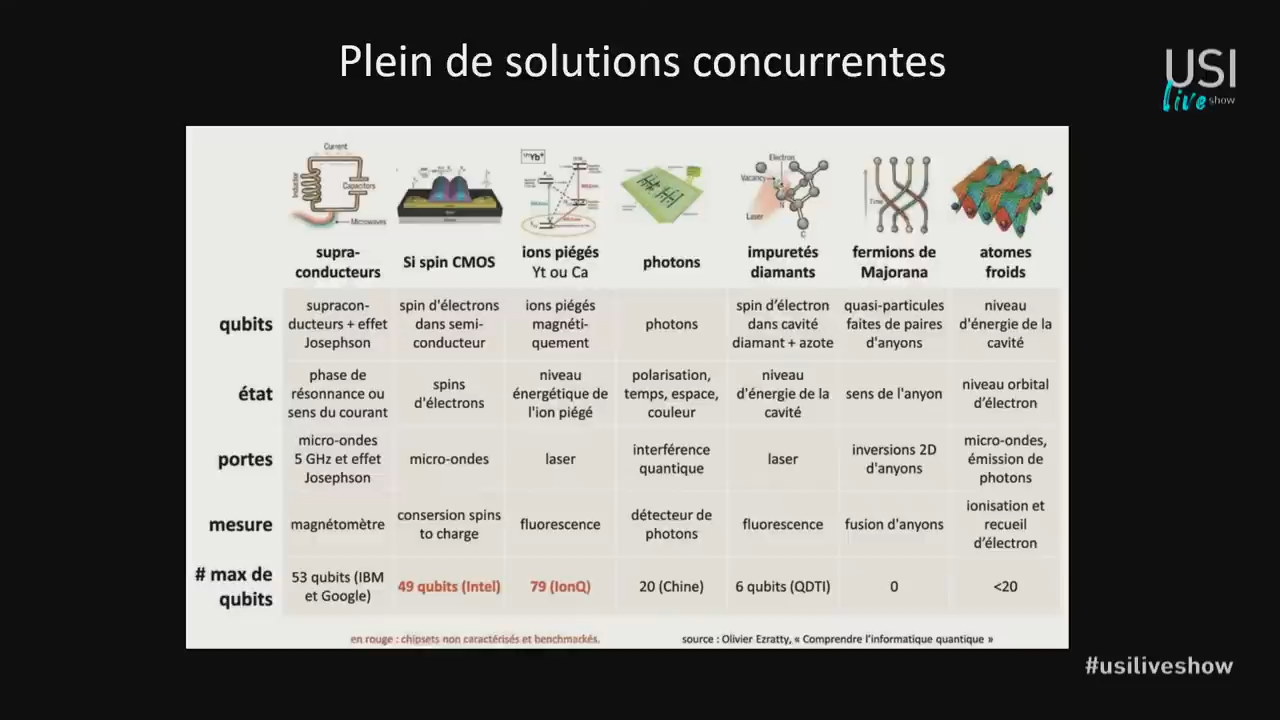 Plein de solutions concurrentes
USI
live show
Current
Inductor
Capacitors
Microwaves
Electron
Vacancy
Laser
C
Time
supra-
conducteurs
Si spin CMOS
ions piégés
Yt ou Ca
photons
impuretés
diamants
fermions de
Majorana
atomes
froids
qubits
supracon-
ducteurs + effet
Josephson
spin d'électrons
dans semi-
conducteur
ions piégés
magnéti-
quement
photons
spin d’électron
dans cavité
diamant + azote
quasi-particules
faites de paires
d'anyons
niveau
d'énergie de la
cavité
état
phase de
résonnance ou
sens du courant
spins
d'électrons
niveau
énergétique de
l'ion piégé
polarisation,
temps, espace,
couleur
niveau
d'énergie de la
cavité
sens de l'anyon
niveau orbital
d’électron
portes
micro-ondes
5 GHz et effet
Josephson
micro-ondes
laser
interférence
quantique
laser
inversions 2D
d'anyons
micro-ondes,
émission de
photons
mesure
magnétomètre
conversion spins
to charge
fluorescence
détecteur de
photons
fluorescence
fusion d'anyons
ionisation et
recueil
d’électron
# max de
qubits
53 qubits (IBM
et Google)
49 qubits (Intel)
79 (IonQ)
20 (Chine)
6 qubits (QDTI)
0
<20
en rouge : chipsets non caractérisés et benchmarkés.
source : Olivier Ezratty, « Comprendre l’informatique quantique »
#usiliveshow